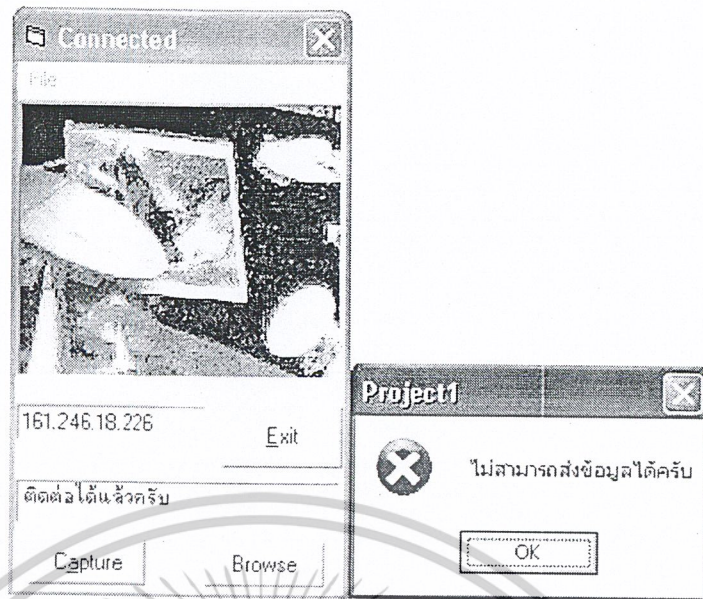 Connected
File
161.246.18.226
Exit
ติดต่อได้แล้วครับ
Capture
Browse
Project1
ไม่สามารถส่งข้อมูลได้ครับ
OK